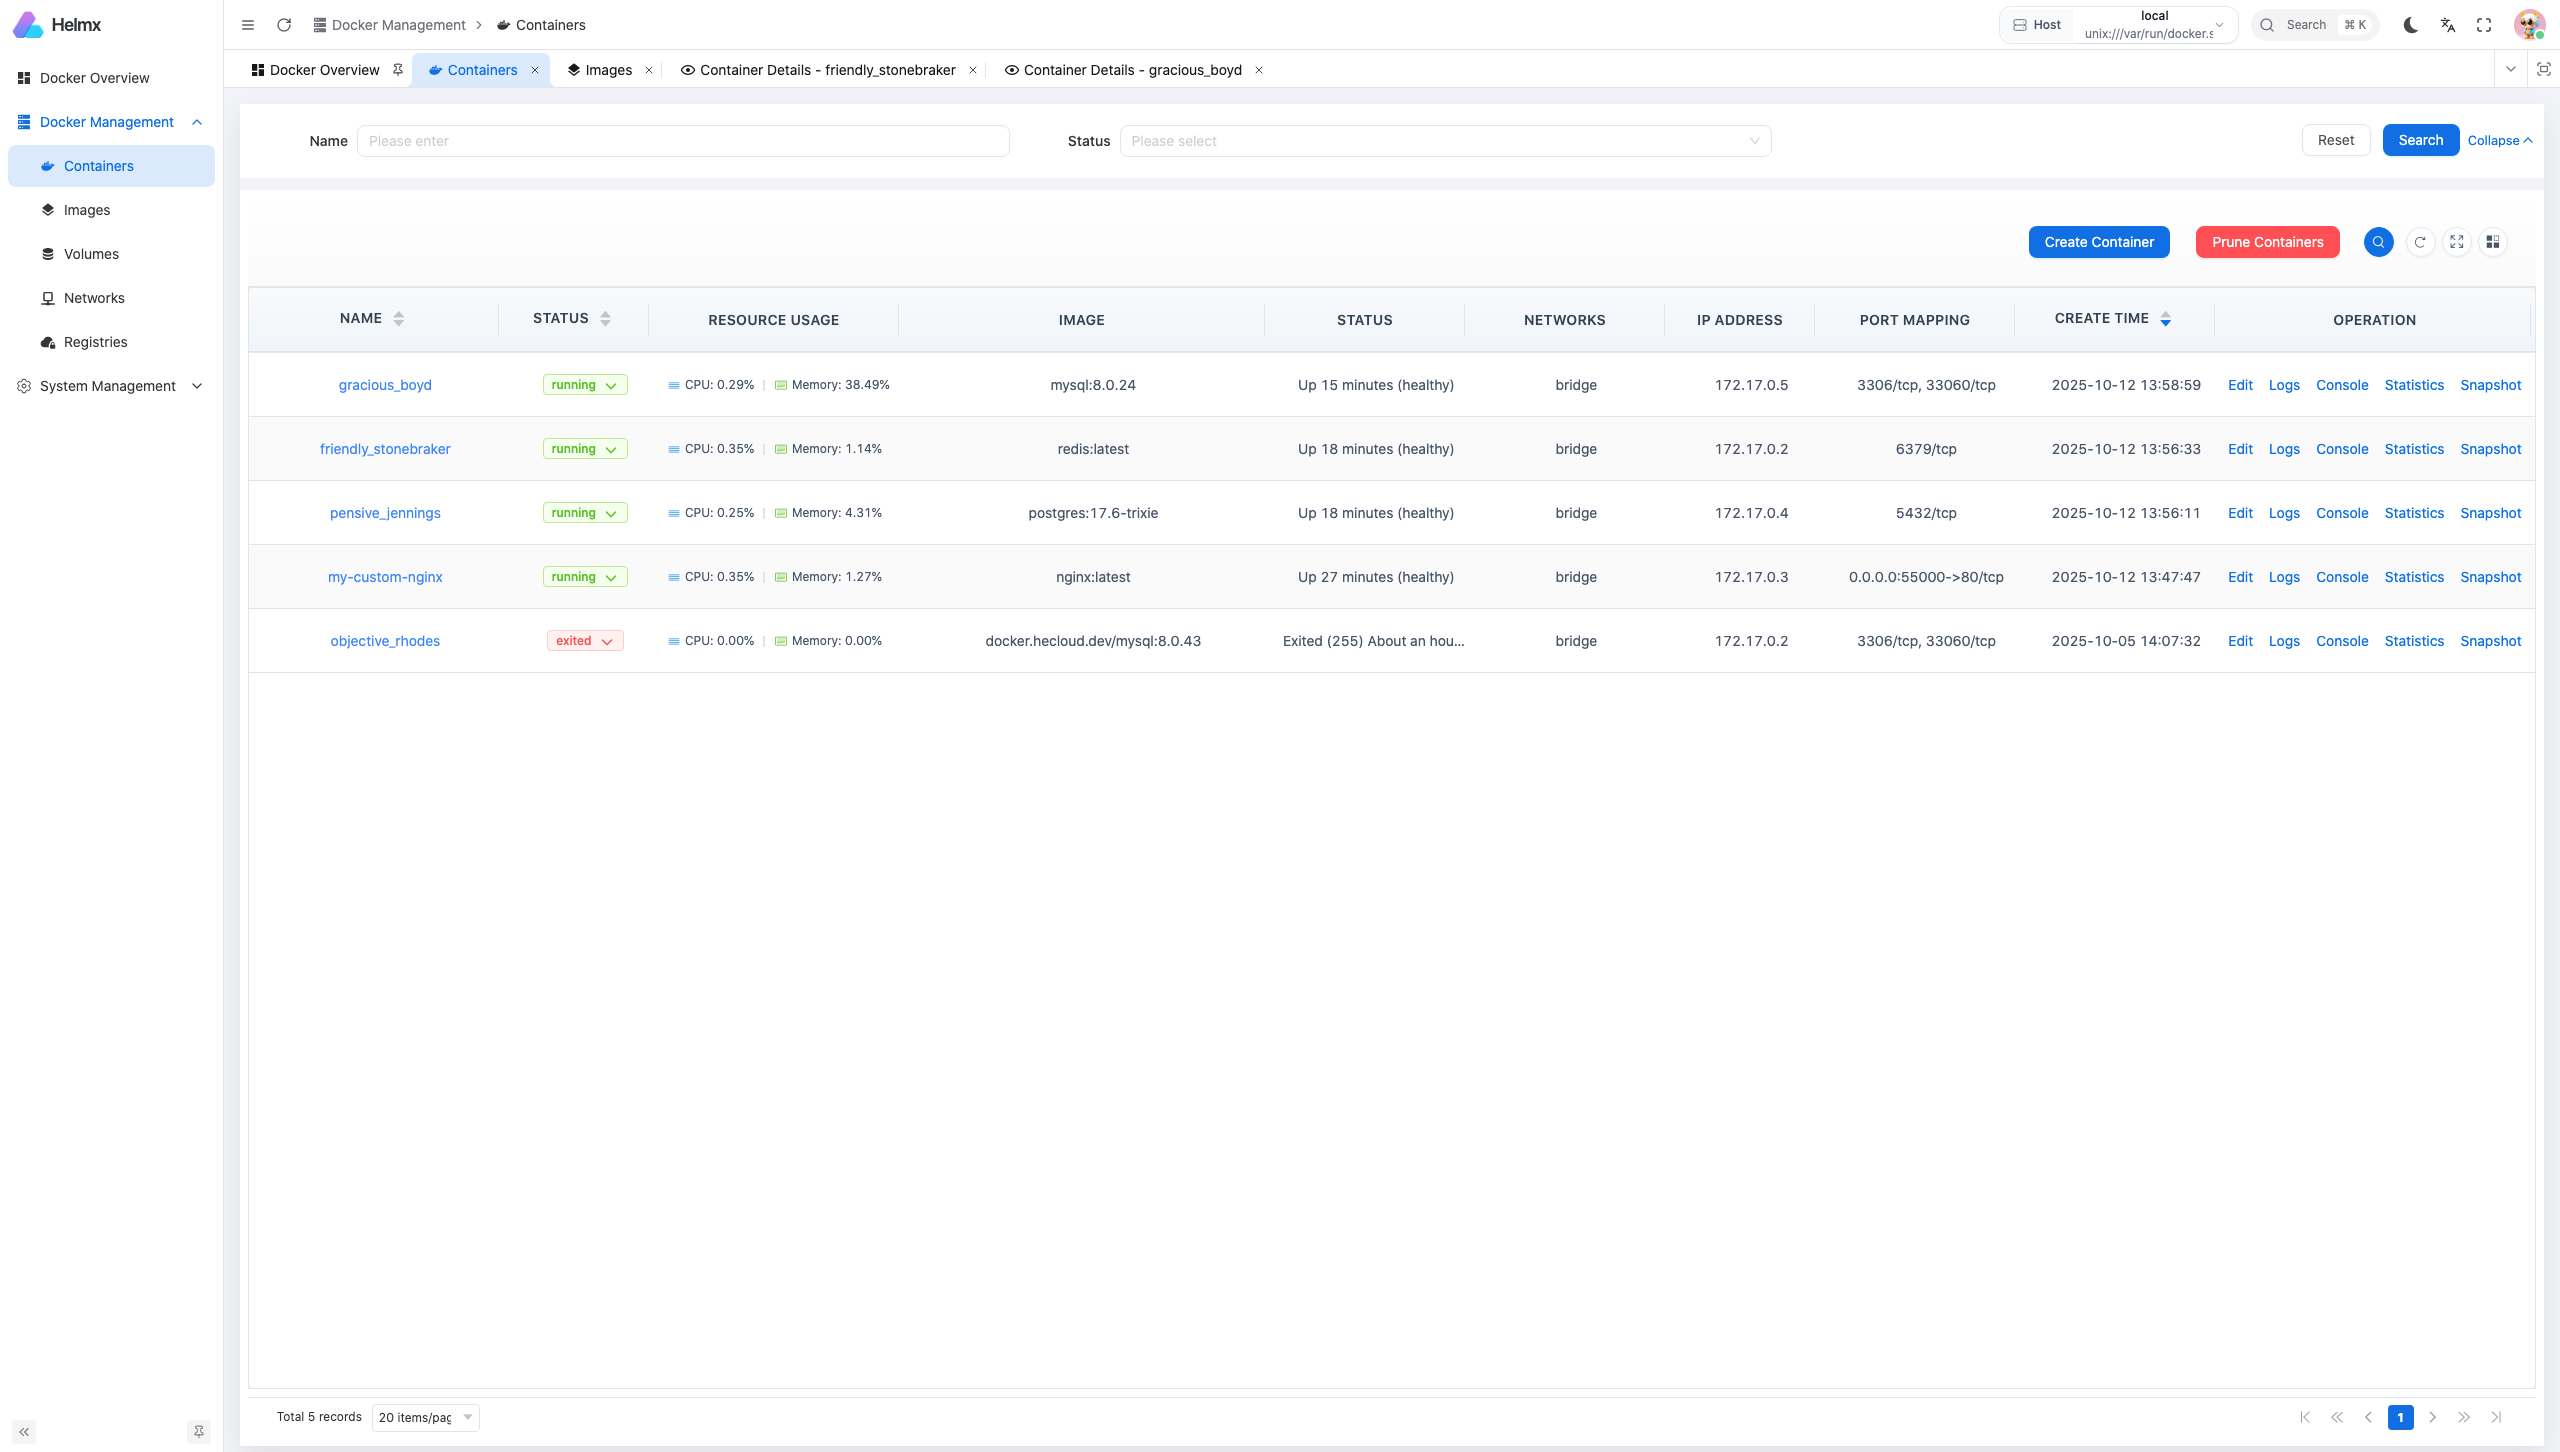 Helmx
Docker Management > Containers
Host
local
unix:///var/run/docker.s
Search ⌘ K
Docker Overview
Containers ×
Images ×
Container Details - friendly_stonebraker ×
Container Details - gracious_boyd ×
Docker Overview
Docker Management
Containers
Images
Volumes
Networks
Registries
System Management
Name Please enter
Status Please select
Reset
Search
Collapse
Create Container
Prune Containers
NAME STATUS RESOURCE USAGE IMAGE STATUS NETWORKS IP ADDRESS PORT MAPPING CREATE TIME OPERATION
gracious_boyd running CPU: 0.29% | Memory: 38.49% mysql:8.0.24 Up 15 minutes (healthy) bridge 172.17.0.5 3306/tcp, 33060/tcp 2025-10-12 13:58:59 Edit Logs Console Statistics Snapshot
friendly_stonebraker running CPU: 0.35% | Memory: 1.14% redis:latest Up 18 minutes (healthy) bridge 172.17.0.2 6379/tcp 2025-10-12 13:56:33 Edit Logs Console Statistics Snapshot
pensive_jennings running CPU: 0.25% | Memory: 4.31% postgres:17.6-trixie Up 18 minutes (healthy) bridge 172.17.0.4 5432/tcp 2025-10-12 13:56:11 Edit Logs Console Statistics Snapshot
my-custom-nginx running CPU: 0.35% | Memory: 1.27% nginx:latest Up 27 minutes (healthy) bridge 172.17.0.3 0.0.0.0:55000->80/tcp 2025-10-12 13:47:47 Edit Logs Console Statistics Snapshot
objective_rhodes exited CPU: 0.00% | Memory: 0.00% docker.hecloud.dev/mysql:8.0.43 Exited (255) About an hou... bridge 172.17.0.2 3306/tcp, 33060/tcp 2025-10-05 14:07:32 Edit Logs Console Statistics Snapshot
Total 5 records 20 items/pag
1